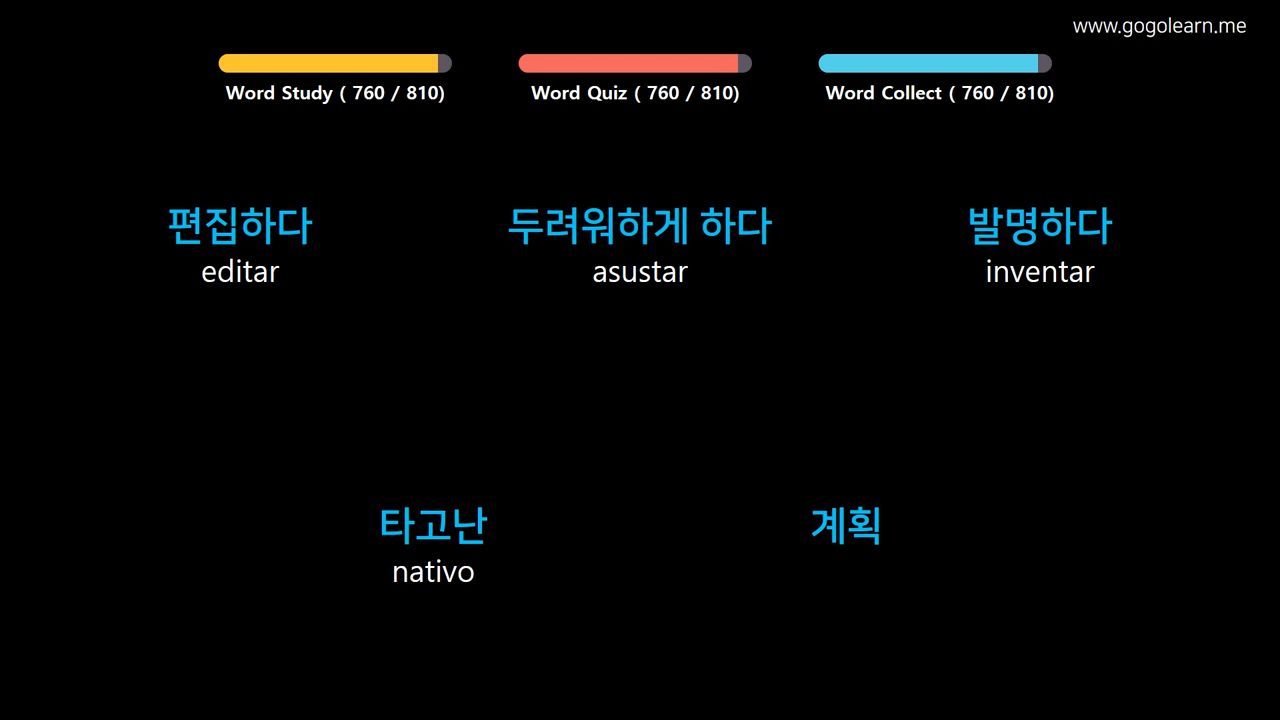 www.gogolearn.me
Word Study ( 760 / 810)
Word Quiz ( 760 / 810)
Word Collect ( 760 / 810)
편집하다
editar
두려워하게 하다
asustar
발명하다
inventar
타고난
nativo
계획